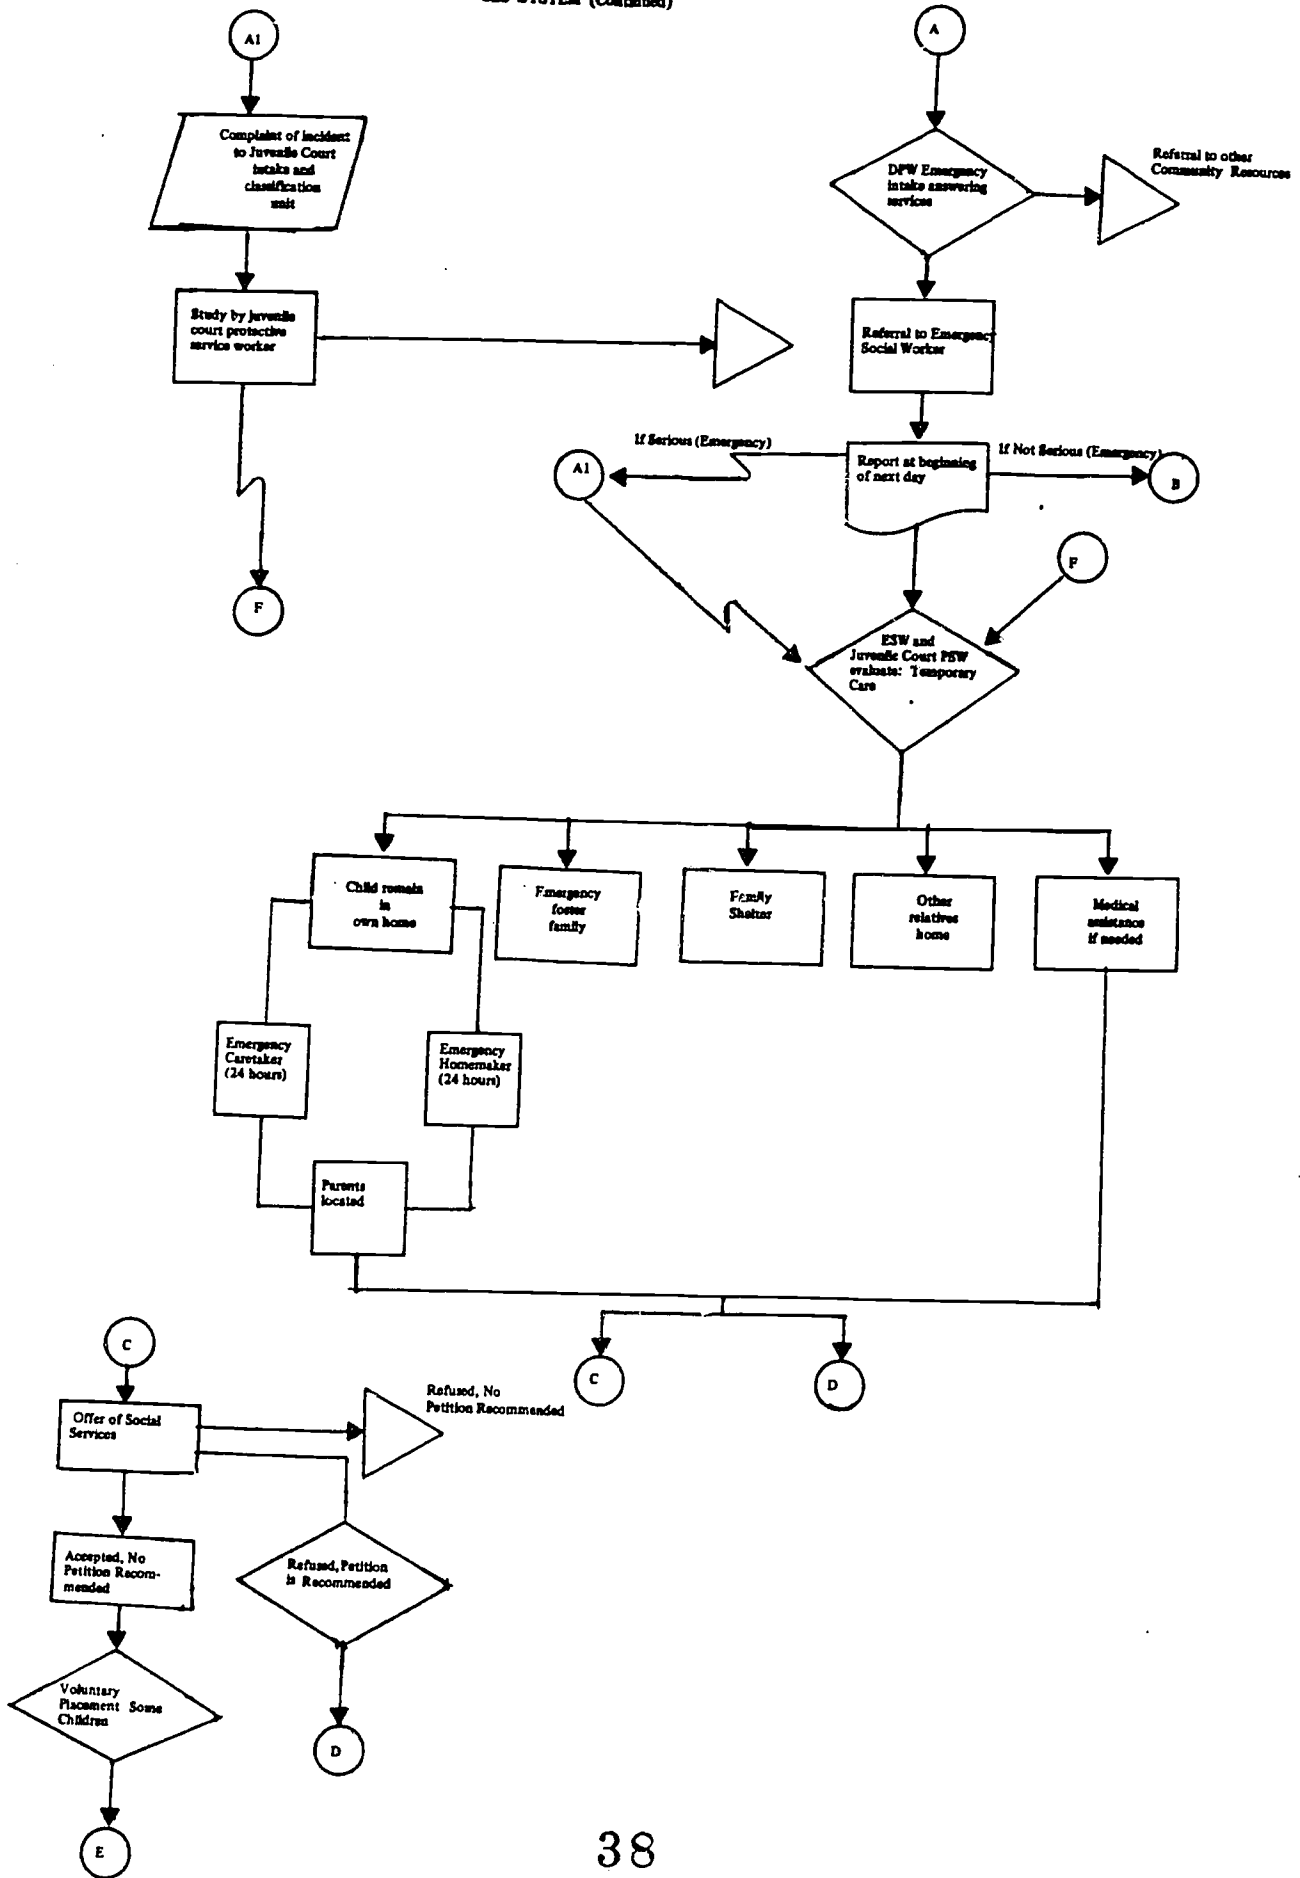 SYSTEM (Continued)
A1
A
Complaint of incident
to Juvenile Court
intake and
classification
unit
DPW Emergency
intake answering
services
Referral to other
Community Resources
Study by juvenile
court protective
service worker
Referral to Emergency
Social Worker
If Serious (Emergency)
A1
Report at beginning
of next day
If Not Serious (Emergency)
B
F
F
ESW and
Juvenile Court PSW
evaluate: Temporary
Care
Child remain
in
own home
Emergency
foster
family
Family
Shelter
Other
relatives
home
Medical
assistance
if needed
Emergency
Caretaker
(24 hours)
Emergency
Homemaker
(24 hours)
Parents
located
C
D
C
Offer of Social
Services
Refused, No
Petition Recommended
Accepted, No
Petition Recom-
mended
Refused, Petition
is Recommended
Voluntary
Placement Some
Children
D
E
38